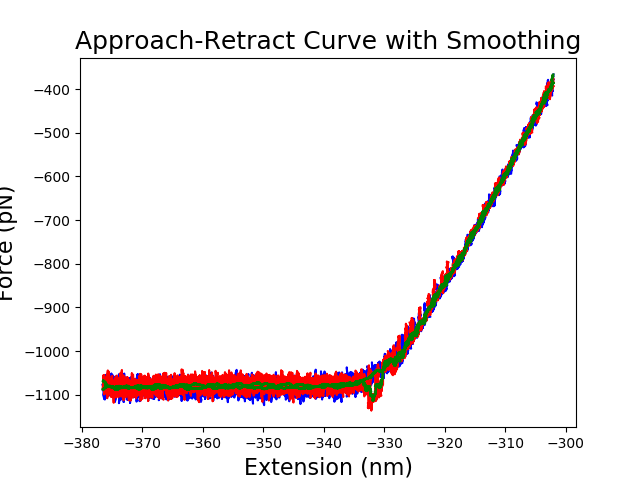 Approach-Retract Curve with Smoothing
Force (pN)
−400
−500
−600
−700
−800
−900
−1000
−1100
−380 −370 −360 −350 −340 −330 −320 −310 −300
Extension (nm)